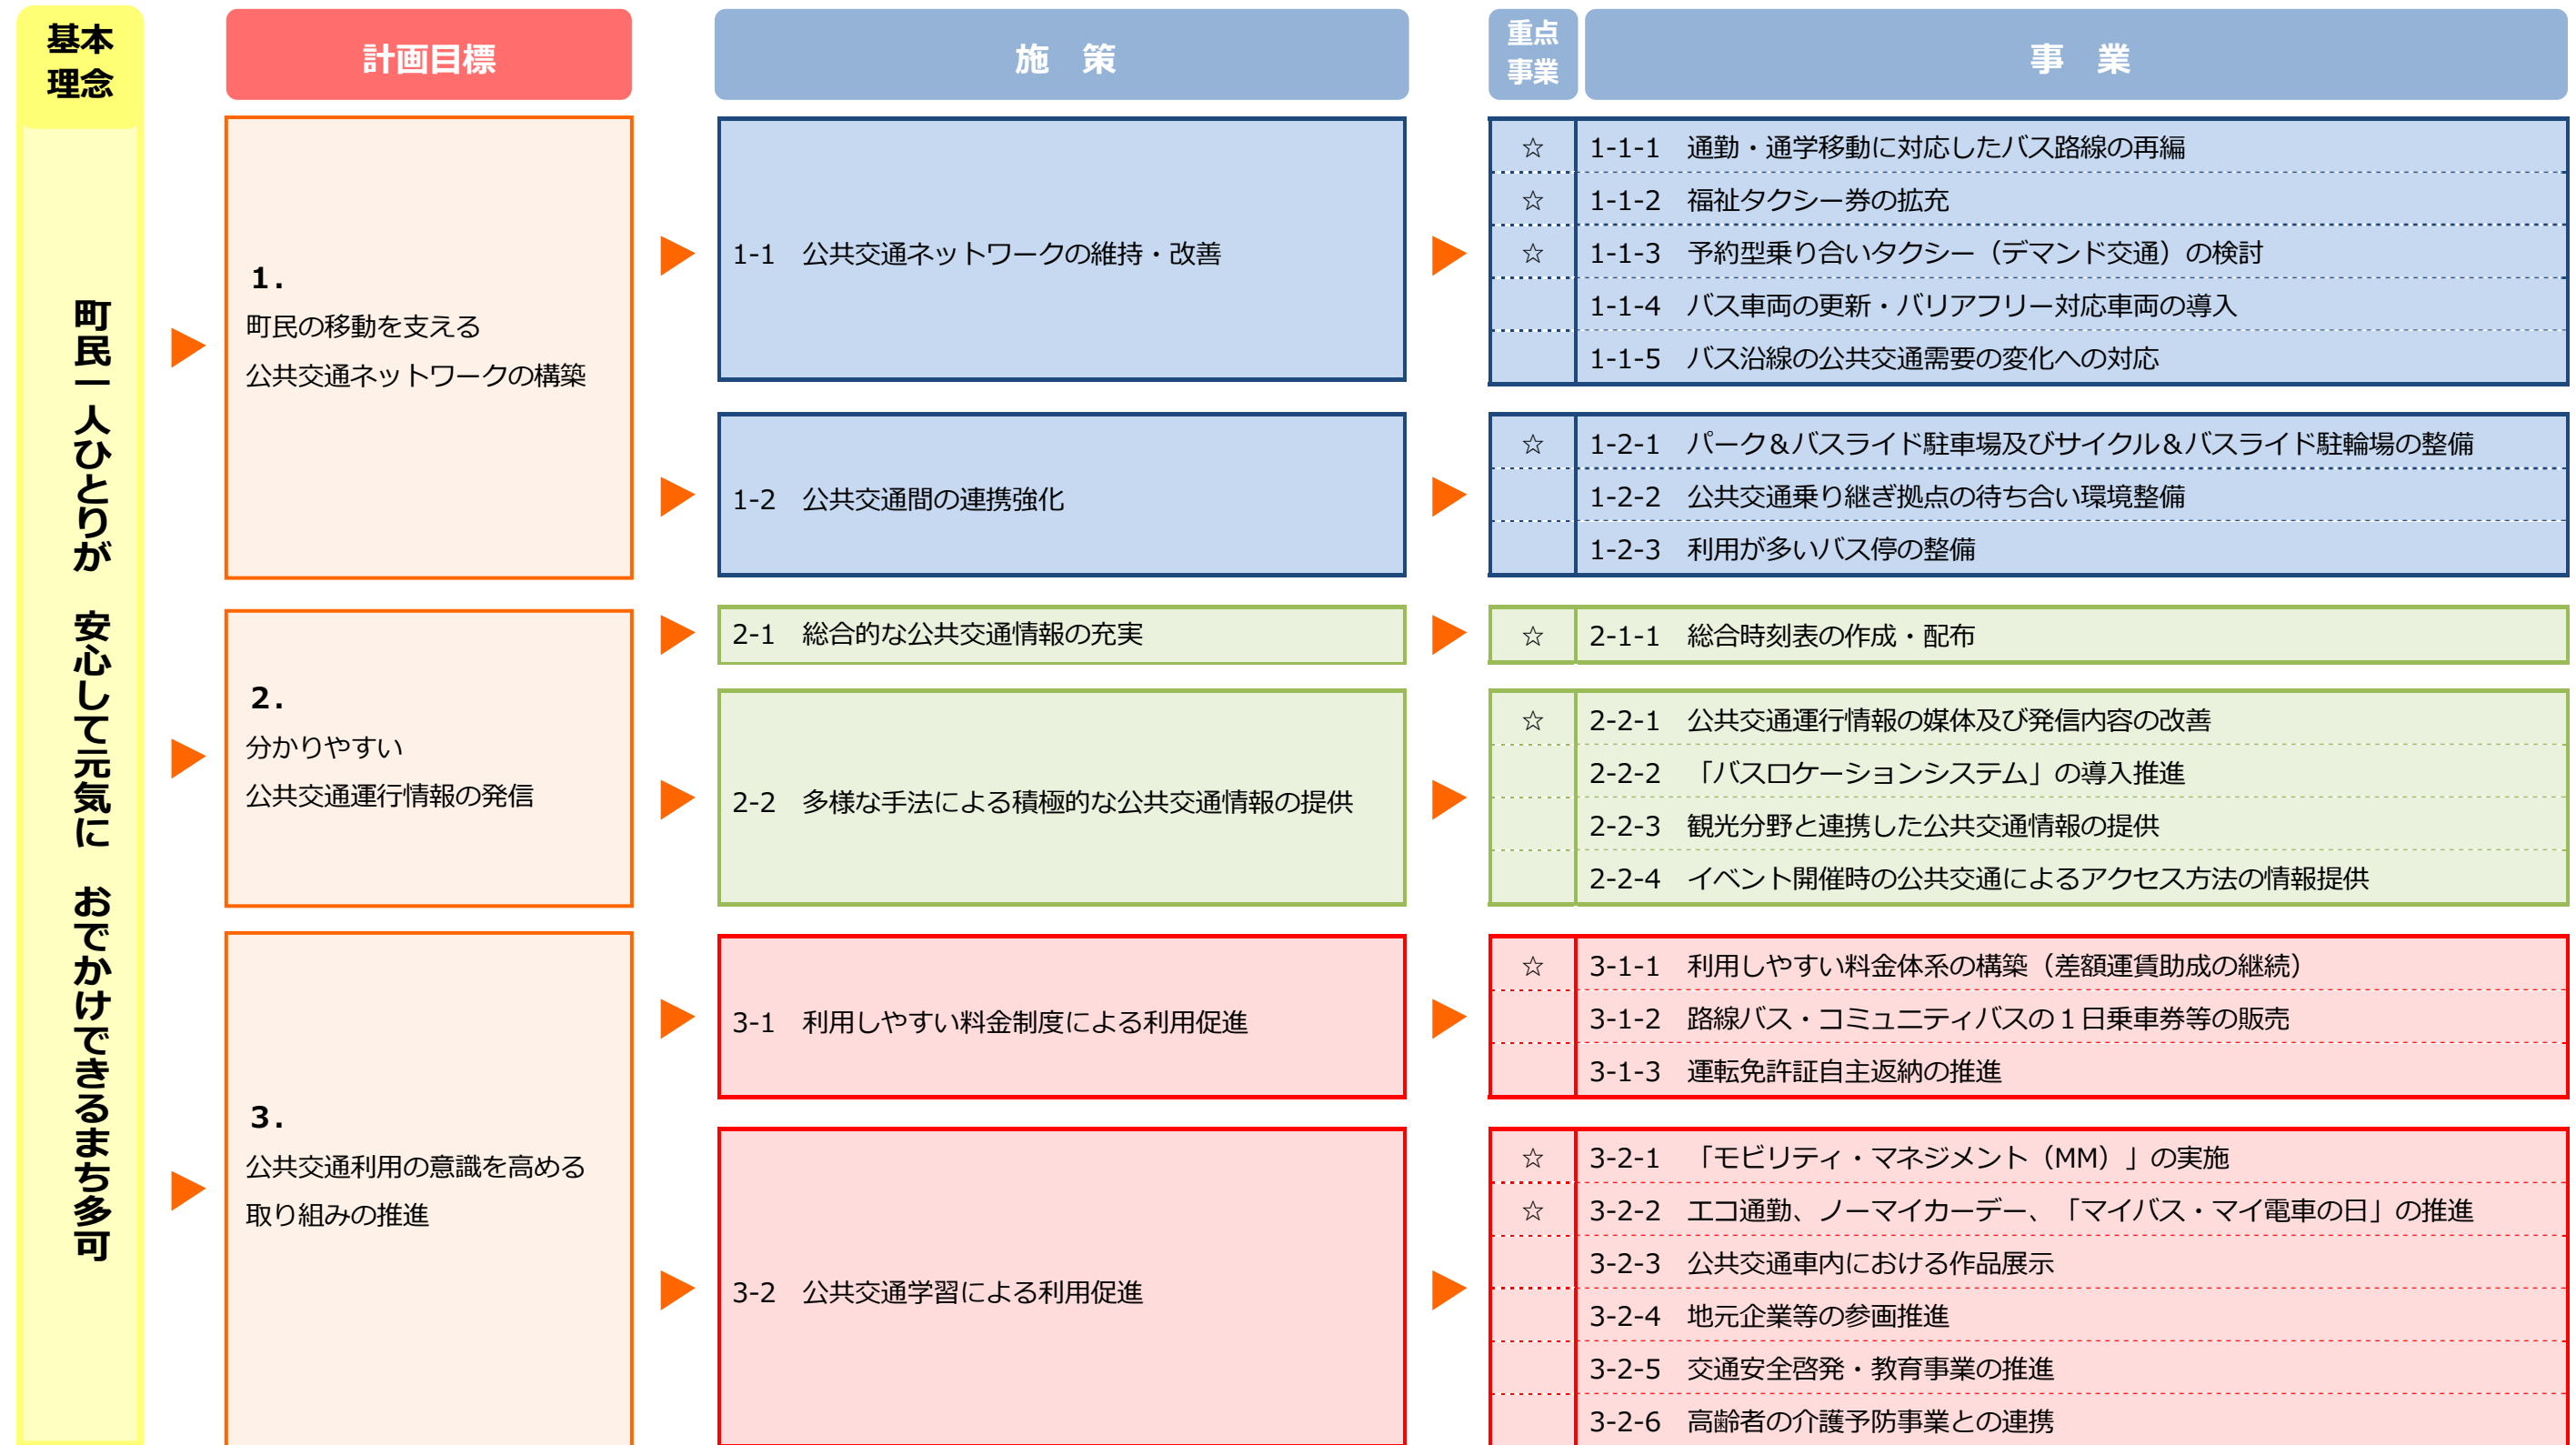 基本
理念
計画目標
施　策
重点
事業
事　業
町民一人ひとりが　安心して元気に　おでかけできるまち多可
1.
町民の移動を支える
公共交通ネットワークの構築
1-1　公共交通ネットワークの維持・改善
☆ 1-1-1　通勤・通学移動に対応したバス路線の再編
☆ 1-1-2　福祉タクシー券の拡充
☆ 1-1-3　予約型乗り合いタクシー（デマンド交通）の検討
1-1-4　バス車両の更新・バリアフリー対応車両の導入
1-1-5　バス沿線の公共交通需要の変化への対応
1-2　公共交通間の連携強化
☆ 1-2-1　パーク＆バスライド駐車場及びサイクル＆バスライド駐輪場の整備
1-2-2　公共交通乗り継ぎ拠点の待ち合い環境整備
1-2-3　利用が多いバス停の整備
2.
分かりやすい
公共交通運行情報の発信
2-1　総合的な公共交通情報の充実
☆ 2-1-1　総合時刻表の作成・配布
2-2　多様な手法による積極的な公共交通情報の提供
☆ 2-2-1　公共交通運行情報の媒体及び発信内容の改善
2-2-2　「バスロケーションシステム」の導入推進
2-2-3　観光分野と連携した公共交通情報の提供
2-2-4　イベント開催時の公共交通によるアクセス方法の情報提供
3.
公共交通利用の意識を高める
取り組みの推進
3-1　利用しやすい料金制度による利用促進
☆ 3-1-1　利用しやすい料金体系の構築（差額運賃助成の継続）
3-1-2　路線バス・コミュニティバスの１日乗車券等の販売
3-1-3　運転免許証自主返納の推進
3-2　公共交通学習による利用促進
☆ 3-2-1　「モビリティ・マネジメント（MM）」の実施
☆ 3-2-2　エコ通勤、ノーマイカーデー、「マイバス・マイ電車の日」の推進
3-2-3　公共交通車内における作品展示
3-2-4　地元企業等の参画推進
3-2-5　交通安全啓発・教育事業の推進
3-2-6　高齢者の介護予防事業との連携